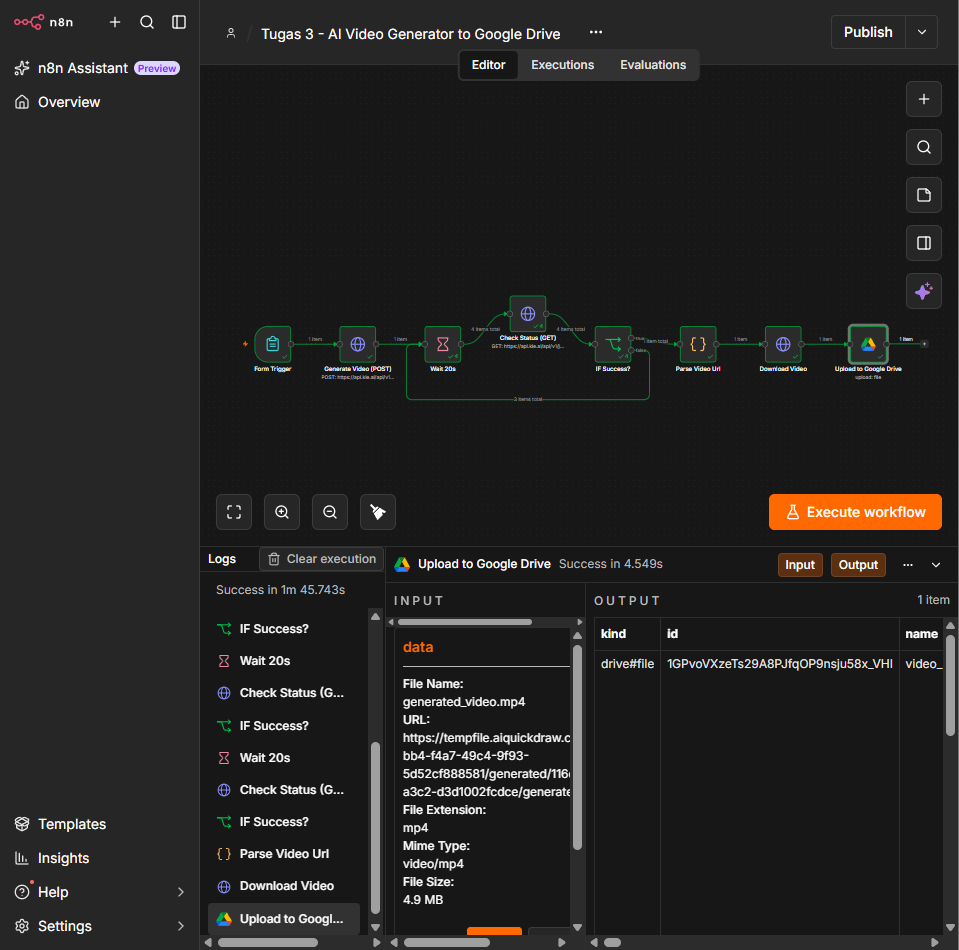 n8n
Tugas 3 - AI Video Generator to Google Drive
Publish
n8n Assistant Preview
Overview
Editor
Executions
Evaluations
Form Trigger
1 item
Generate Video (POST)
POST: https://api.kie.ai/api/v1...
1 item
Wait 20s
4 items total
Check Status (GET)
GET: https://api.kie.ai/api/v1/j...
4 items total
IF Success?
true
false
1 item total
3 items total
Parse Video Url
1 item
Download Video
1 item
Upload to Google Drive
upload: file
1 item
Execute workflow
Logs
Clear execution
Success in 1m 45.743s
IF Success?
Wait 20s
Check Status (G...
IF Success?
Wait 20s
Check Status (G...
IF Success?
Parse Video Url
Download Video
Upload to Googl...
Upload to Google Drive Success in 4.549s
Input
Output
INPUT
data
File Name:
generated_video.mp4
URL:
https://tempfile.aiquickdraw.c
bb4-f4a7-49c4-9f93-
5d52cf888581/generated/116
a3c2-d3d1002fcdce/generate
File Extension:
mp4
Mime Type:
video/mp4
File Size:
4.9 MB
OUTPUT
1 item
kind id name
drive#file 1GPvoVXzeTs29A8PJfqOP9nsju58x_VHI video_
Templates
Insights
Help
Settings